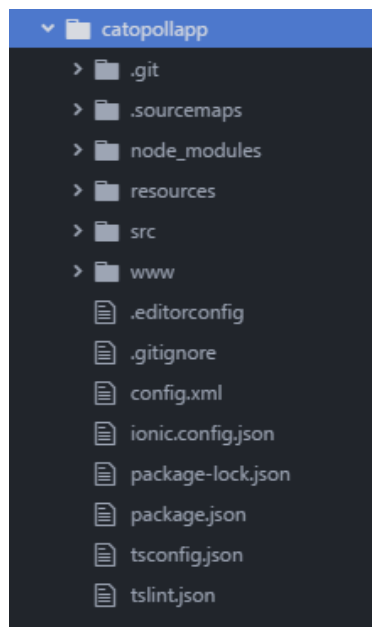 catopollapp
.git
.sourcemaps
node_modules
resources
src
www
.editorconfig
.gitignore
config.xml
ionic.config.json
package-lock.json
package.json
tsconfig.json
tslint.json